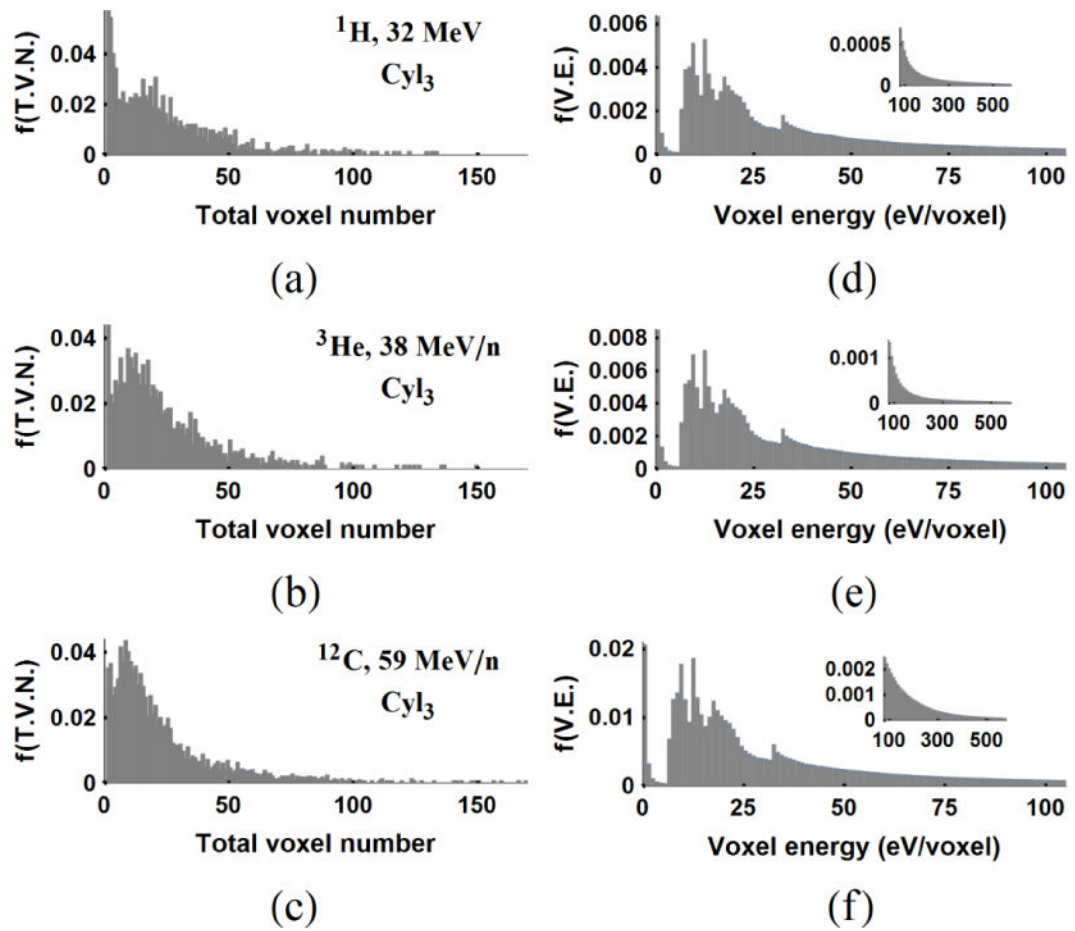 f(T.V.N.)
0.04
0.02
0
¹H, 32 MeV
Cyl₃
0 50 100 150
Total voxel number
(a)
f(V.E.)
0.006
0.004
0.002
0
0.0005
0
100 300 500
0 25 50 75 100
Voxel energy (eV/voxel)
(d)
f(T.V.N.)
0.04
0.02
0
³He, 38 MeV/n
Cyl₃
0 50 100 150
Total voxel number
(b)
f(V.E.)
0.008
0.006
0.004
0.002
0
0.001
0
100 300 500
0 25 50 75 100
Voxel energy (eV/voxel)
(e)
f(T.V.N.)
0.04
0.02
0
¹²C, 59 MeV/n
Cyl₃
0 50 100 150
Total voxel number
(c)
f(V.E.)
0.02
0.01
0
0.002
0.001
0
100 300 500
0 25 50 75 100
Voxel energy (eV/voxel)
(f)